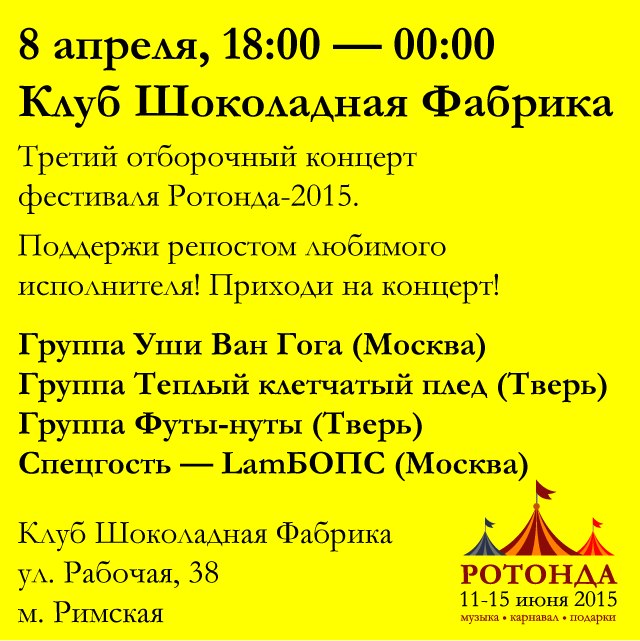 8 апреля, 18:00 — 00:00
Клуб Шоколадная Фабрика
Третий отборочный концерт
фестиваля Ротонда-2015.
Поддержи репостом любимого
исполнителя! Приходи на концерт!
Группа Уши Ван Гога (Москва)
Группа Теплый клетчатый плед (Тверь)
Группа Футы-нуты (Тверь)
Спецгость — LamБОПС (Москва)
Клуб Шоколадная Фабрика
ул. Рабочая, 38
м. Римская
РОТОНДА
11-15 июня 2015
музыка • карнавал • подарки